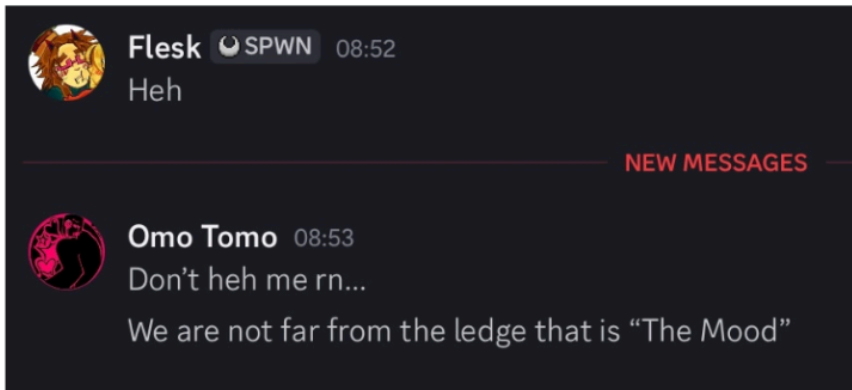 Flesk SPWN 08:52
Heh
NEW MESSAGES
Omo Tomo 08:53
Don’t heh me rn...
We are not far from the ledge that is “The Mood”